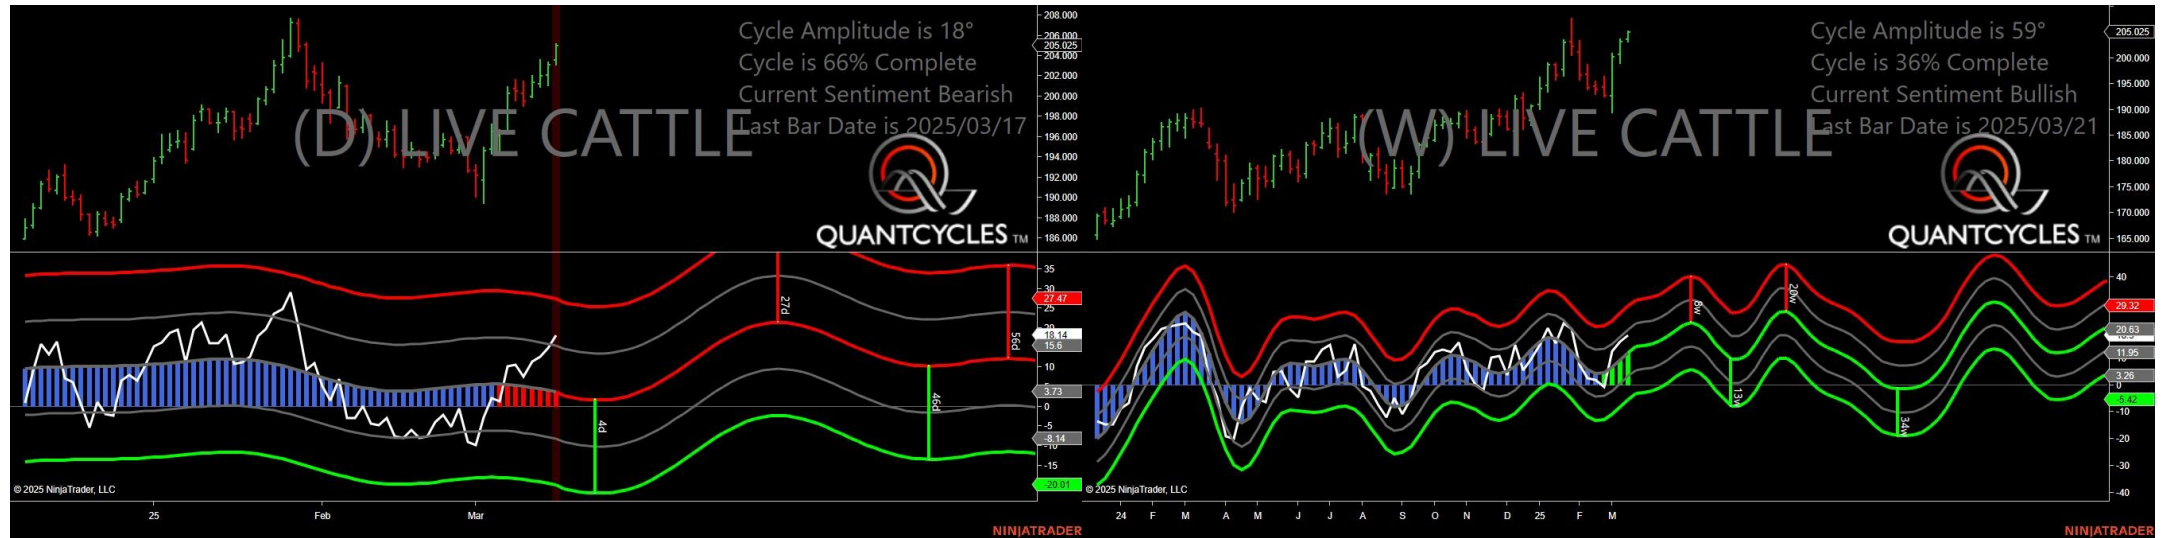 Cycle Amplitude is 18°
Cycle is 66% Complete
Current Sentiment Bearish
Last Bar Date is 2025/03/17
(D) LIVE CATTLE
QUANTCYCLES TM
208.000
206.000
205.025
204.000
202.000
200.000
198.000
196.000
194.000
192.000
190.000
188.000
186.000
35
30
27.47
25
18.14
15.6
10
3.73
0
-5
-8.14
-10
-15
-20.01
27d
56d
4d
46d
© 2025 NinjaTrader, LLC
25
Feb
Mar
NINJATRADER
Cycle Amplitude is 59°
Cycle is 36% Complete
Current Sentiment Bullish
Last Bar Date is 2025/03/21
(W) LIVE CATTLE
QUANTCYCLES TM
205.025
200.000
195.000
190.000
185.000
180.000
175.000
170.000
165.000
40
29.32
20.63
11.95
3.26
0
-5.42
-10
-20
-30
-40
8w
20w
13w
34w
© 2025 NinjaTrader, LLC
24 F M A M J J A S O N D 25 F M
NINJATRADER